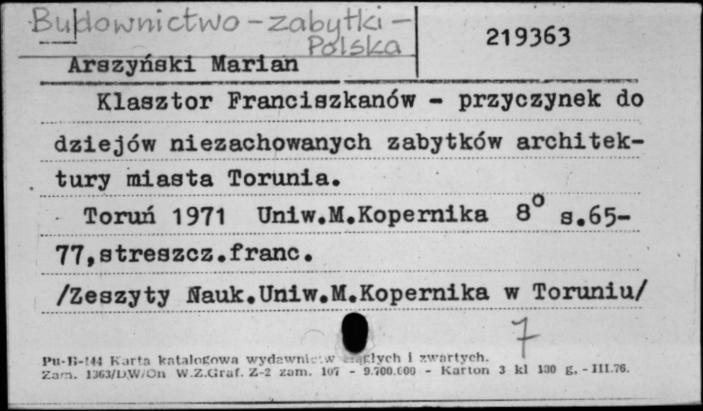 Budownictwo - zabytki -
Polska
219363
Arszyński Marian
Klasztor Franciszkanów - przyczynek do
dziejów niezachowanych zabytków architek-
tury miasta Torunia.
Toruń 1971 Uniw.M.Kopernika 8° s.65-
77,streszcz.franc.
/Zeszyty Nauk.Uniw.M.Kopernika w Toruniu/
7
Pu-B-144 Karta katalogowa wydawnictw ciągłych i zwartych.
Zam. 1363/D,W/On W.Z.Graf. Z-2 zam. 107 - 9.700.000 - Karton 3 kl 130 g. - III.76.